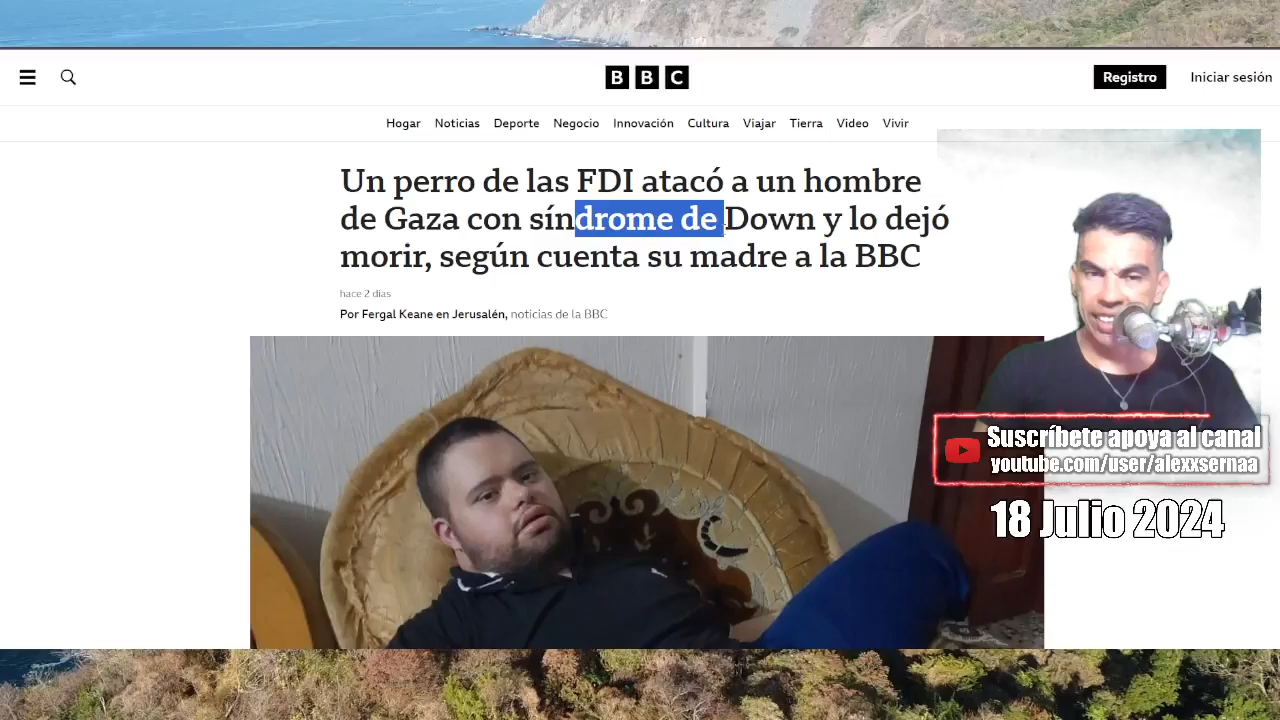 BBC
Registro
Iniciar sesión
Hogar Noticias Deporte Negocio Innovación Cultura Viajar Tierra Video Vivir
Un perro de las FDI atacó a un hombre
de Gaza con síndrome de Down y lo dejó
morir, según cuenta su madre a la BBC
hace 2 días
Por Fergal Keane en Jerusalén, noticias de la BBC
Suscríbete apoya al canal
youtube.com/user/alexxsernaa
18 Julio 2024